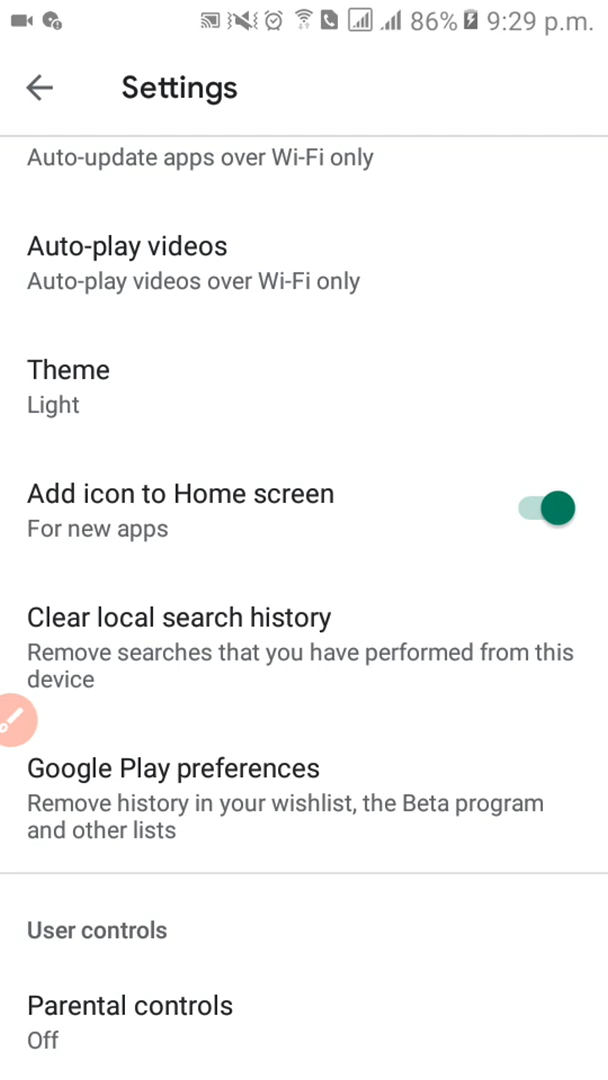 86% 9:29 p.m.
Settings
Auto-update apps over Wi-Fi only
Auto-play videos
Auto-play videos over Wi-Fi only
Theme
Light
Add icon to Home screen
For new apps
Clear local search history
Remove searches that you have performed from this
device
Google Play preferences
Remove history in your wishlist, the Beta program
and other lists
User controls
Parental controls
Off